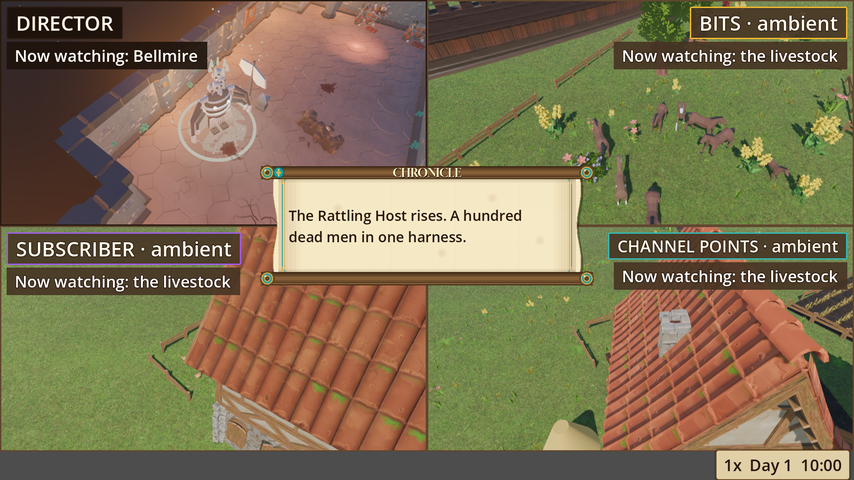 DIRECTOR
Now watching: Bellmire
BITS · ambient
Now watching: the livestock
CHRONICLE
The Rattling Host rises. A hundred
dead men in one harness.
SUBSCRIBER · ambient
Now watching: the livestock
CHANNEL POINTS · ambient
Now watching: the livestock
1x Day 1 10:00